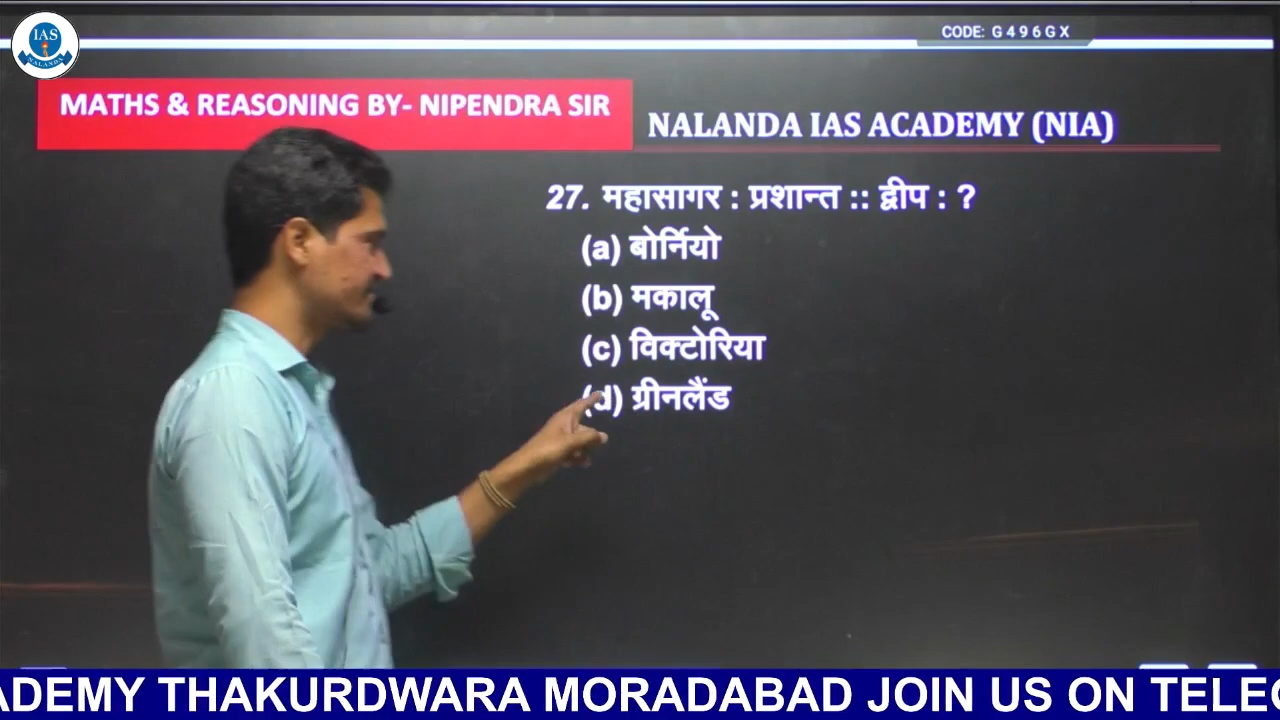 IAS
NALANDA
CODE: G496GX
MATHS & REASONING BY- NIPENDRA SIR
NALANDA IAS ACADEMY (NIA)
27. महासागर : प्रशान्त :: द्वीप : ?
(a) बोर्नियो
(b) मकालू
(c) विक्टोरिया
(d) ग्रीनलैंड
ADEMY THAKURDWARA MORADABAD JOIN US ON TELEG